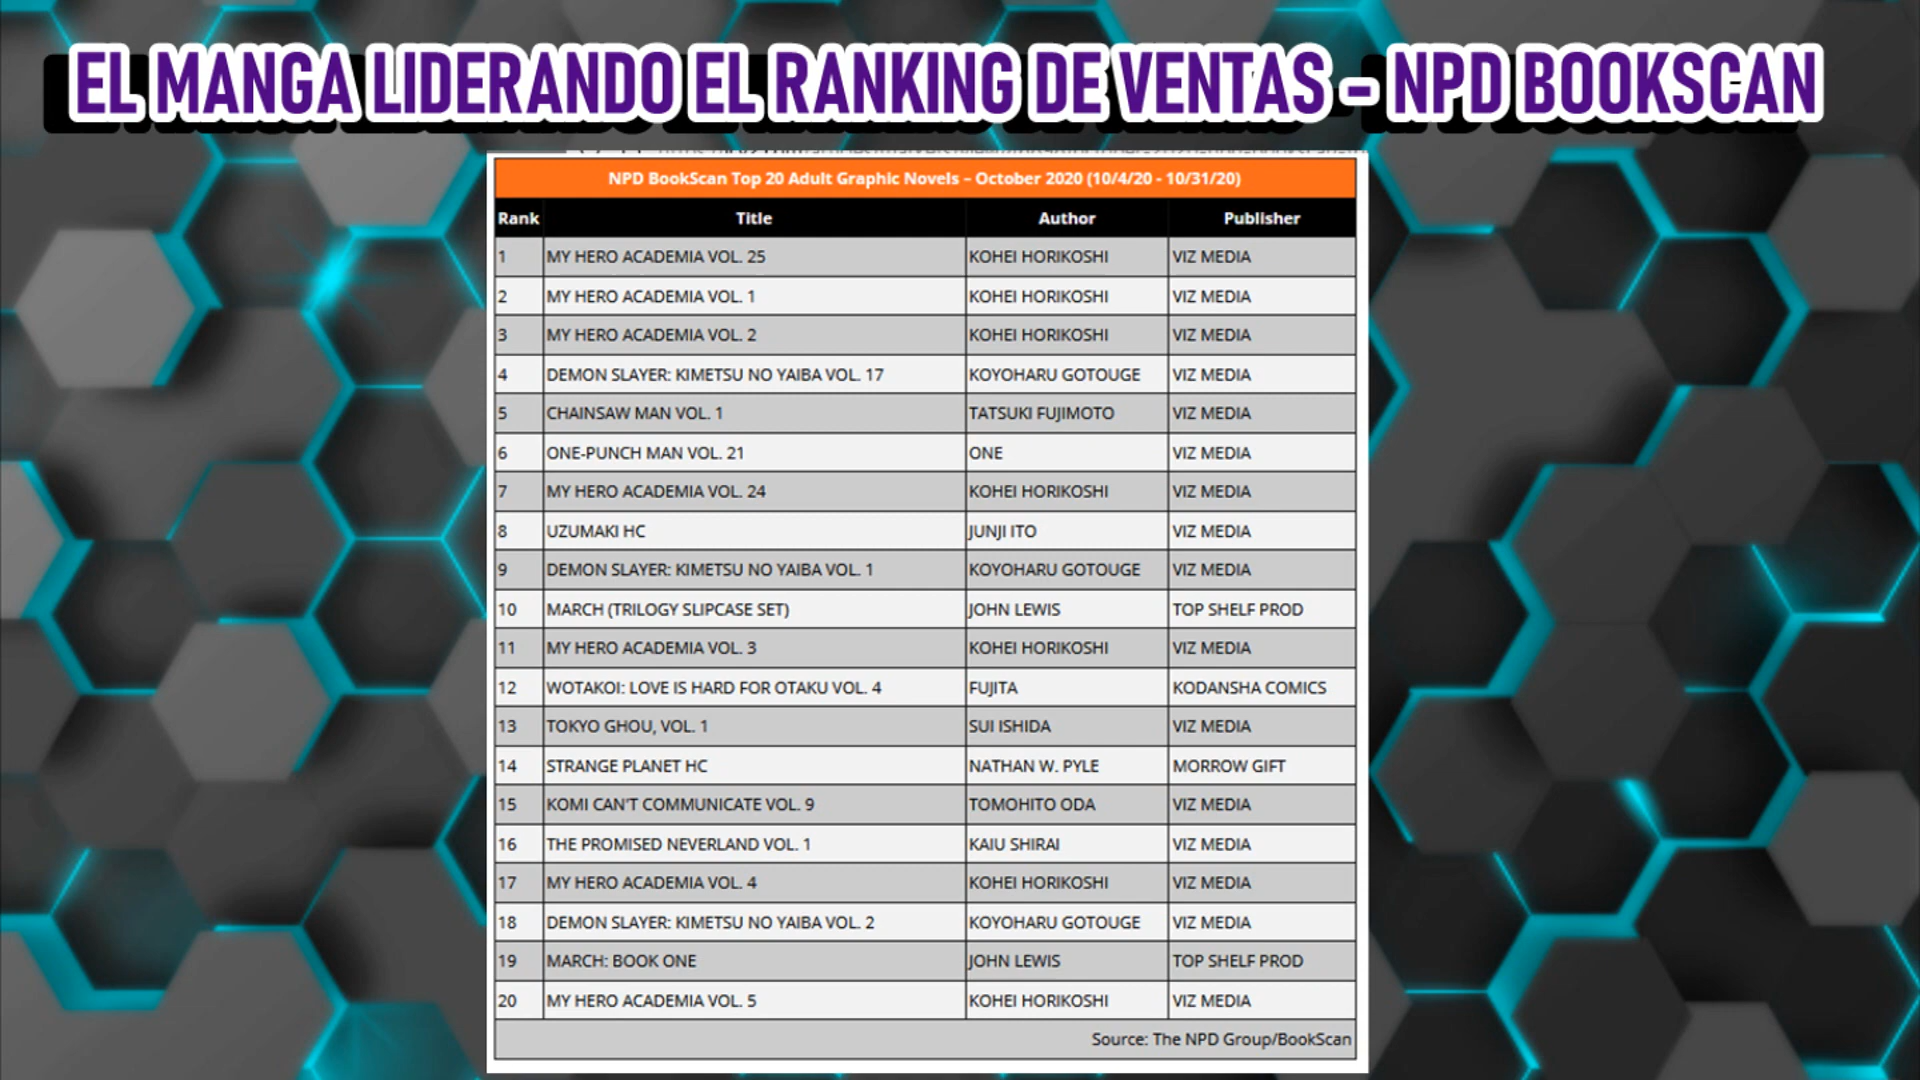 EL MANGA LIDERANDO EL RANKING DE VENTAS - NPD BOOKSCAN
NPD BookScan Top 20 Adult Graphic Novels – October 2020 (10/4/20 - 10/31/20)
Rank Title Author Publisher
1 MY HERO ACADEMIA VOL. 25 KOHEI HORIKOSHI VIZ MEDIA
2 MY HERO ACADEMIA VOL. 1 KOHEI HORIKOSHI VIZ MEDIA
3 MY HERO ACADEMIA VOL. 2 KOHEI HORIKOSHI VIZ MEDIA
4 DEMON SLAYER: KIMETSU NO YAIBA VOL. 17 KOYOHARU GOTOUGE VIZ MEDIA
5 CHAINSAW MAN VOL. 1 TATSUKI FUJIMOTO VIZ MEDIA
6 ONE-PUNCH MAN VOL. 21 ONE VIZ MEDIA
7 MY HERO ACADEMIA VOL. 24 KOHEI HORIKOSHI VIZ MEDIA
8 UZUMAKI HC JUNJI ITO VIZ MEDIA
9 DEMON SLAYER: KIMETSU NO YAIBA VOL. 1 KOYOHARU GOTOUGE VIZ MEDIA
10 MARCH (TRILOGY SLIPCASE SET) JOHN LEWIS TOP SHELF PROD
11 MY HERO ACADEMIA VOL. 3 KOHEI HORIKOSHI VIZ MEDIA
12 WOTAKOI: LOVE IS HARD FOR OTAKU VOL. 4 FUJITA KODANSHA COMICS
13 TOKYO GHOU, VOL. 1 SUI ISHIDA VIZ MEDIA
14 STRANGE PLANET HC NATHAN W. PYLE MORROW GIFT
15 KOMI CAN'T COMMUNICATE VOL. 9 TOMOHITO ODA VIZ MEDIA
16 THE PROMISED NEVERLAND VOL. 1 KAIU SHIRAI VIZ MEDIA
17 MY HERO ACADEMIA VOL. 4 KOHEI HORIKOSHI VIZ MEDIA
18 DEMON SLAYER: KIMETSU NO YAIBA VOL. 2 KOYOHARU GOTOUGE VIZ MEDIA
19 MARCH: BOOK ONE JOHN LEWIS TOP SHELF PROD
20 MY HERO ACADEMIA VOL. 5 KOHEI HORIKOSHI VIZ MEDIA
Source: The NPD Group/BookScan